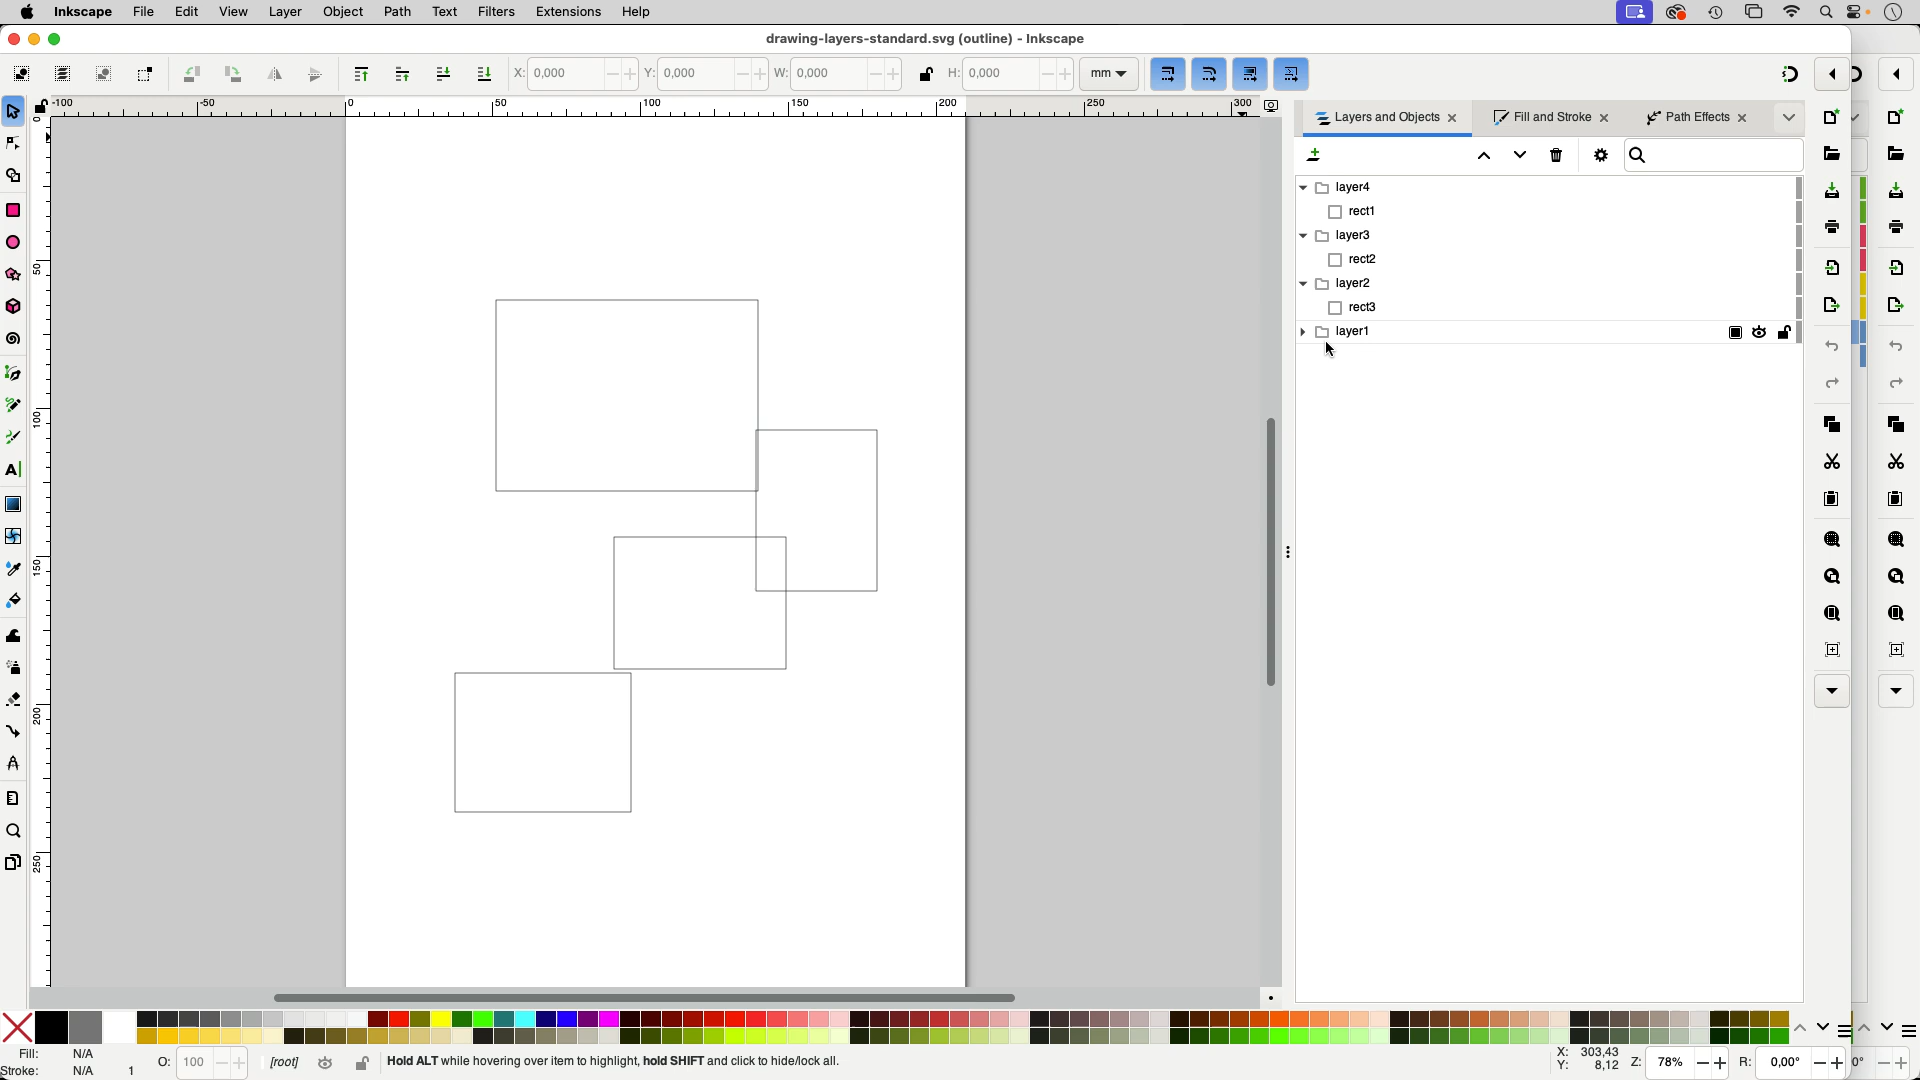 Inkscape File Edit View Layer Object Path Text Filters Extensions Help
drawing-layers-standard.svg (outline) - Inkscape
X: 0,000 Y: 0,000 W: 0,000 H: 0,000 mm
-100 -50 0 50 100 150 200 250 300
0
50
100
150
200
250
Layers and Objects
Fill and Stroke
Path Effects
layer4
rect1
layer3
rect2
layer2
rect3
layer1
Fill: N/A
Stroke: N/A 1
O: 100
[root]
Hold ALT while hovering over item to highlight, hold SHIFT and click to hide/lock all.
X: 303,43
Y: 8,12
Z: 78%
R: 0,00°
0°